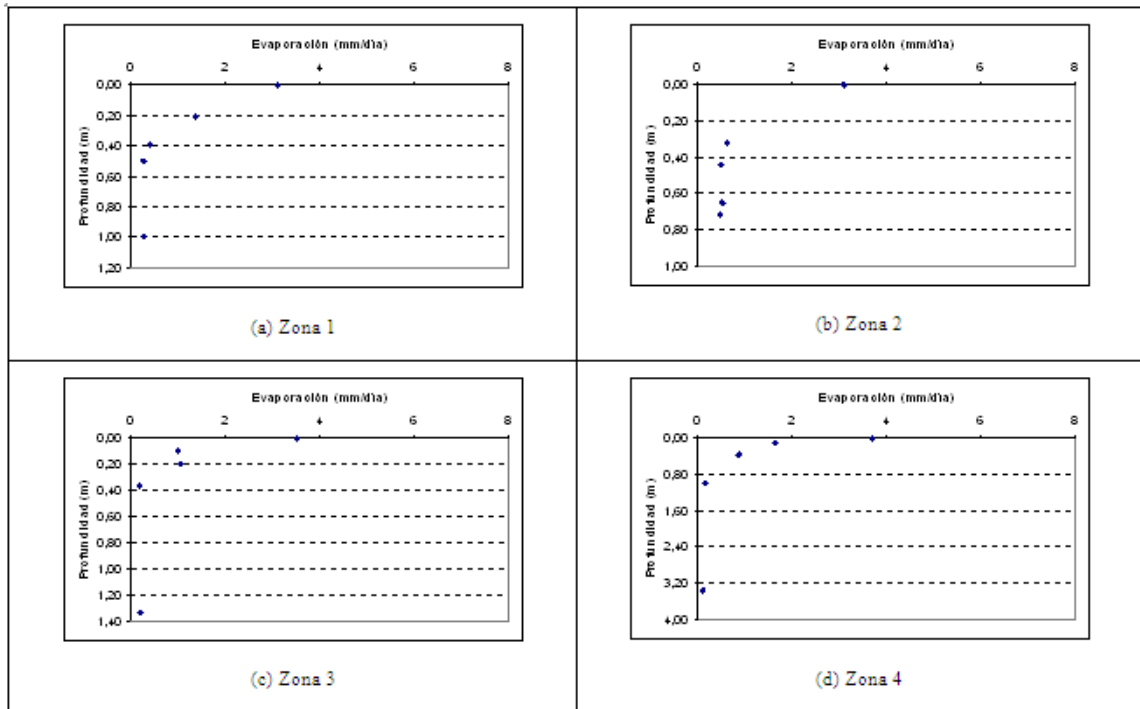 Evaporación (mm/día)
0 2 4 6 8
Profundidad (m)
0,00
0,20
0,40
0,60
0,80
1,00
1,20
(a) Zona 1
Evaporación (mm/día)
0 2 4 6 8
Profundidad (m)
0,00
0,20
0,40
0,60
0,80
1,00
(b) Zona 2
Evaporación (mm/día)
0 2 4 6 8
Profundidad (m)
0,00
0,20
0,40
0,60
0,80
1,00
1,20
1,40
(c) Zona 3
Evaporación (mm/día)
0 2 4 6 8
Profundidad (m)
0,00
0,80
1,60
2,40
3,20
4,00
(d) Zona 4